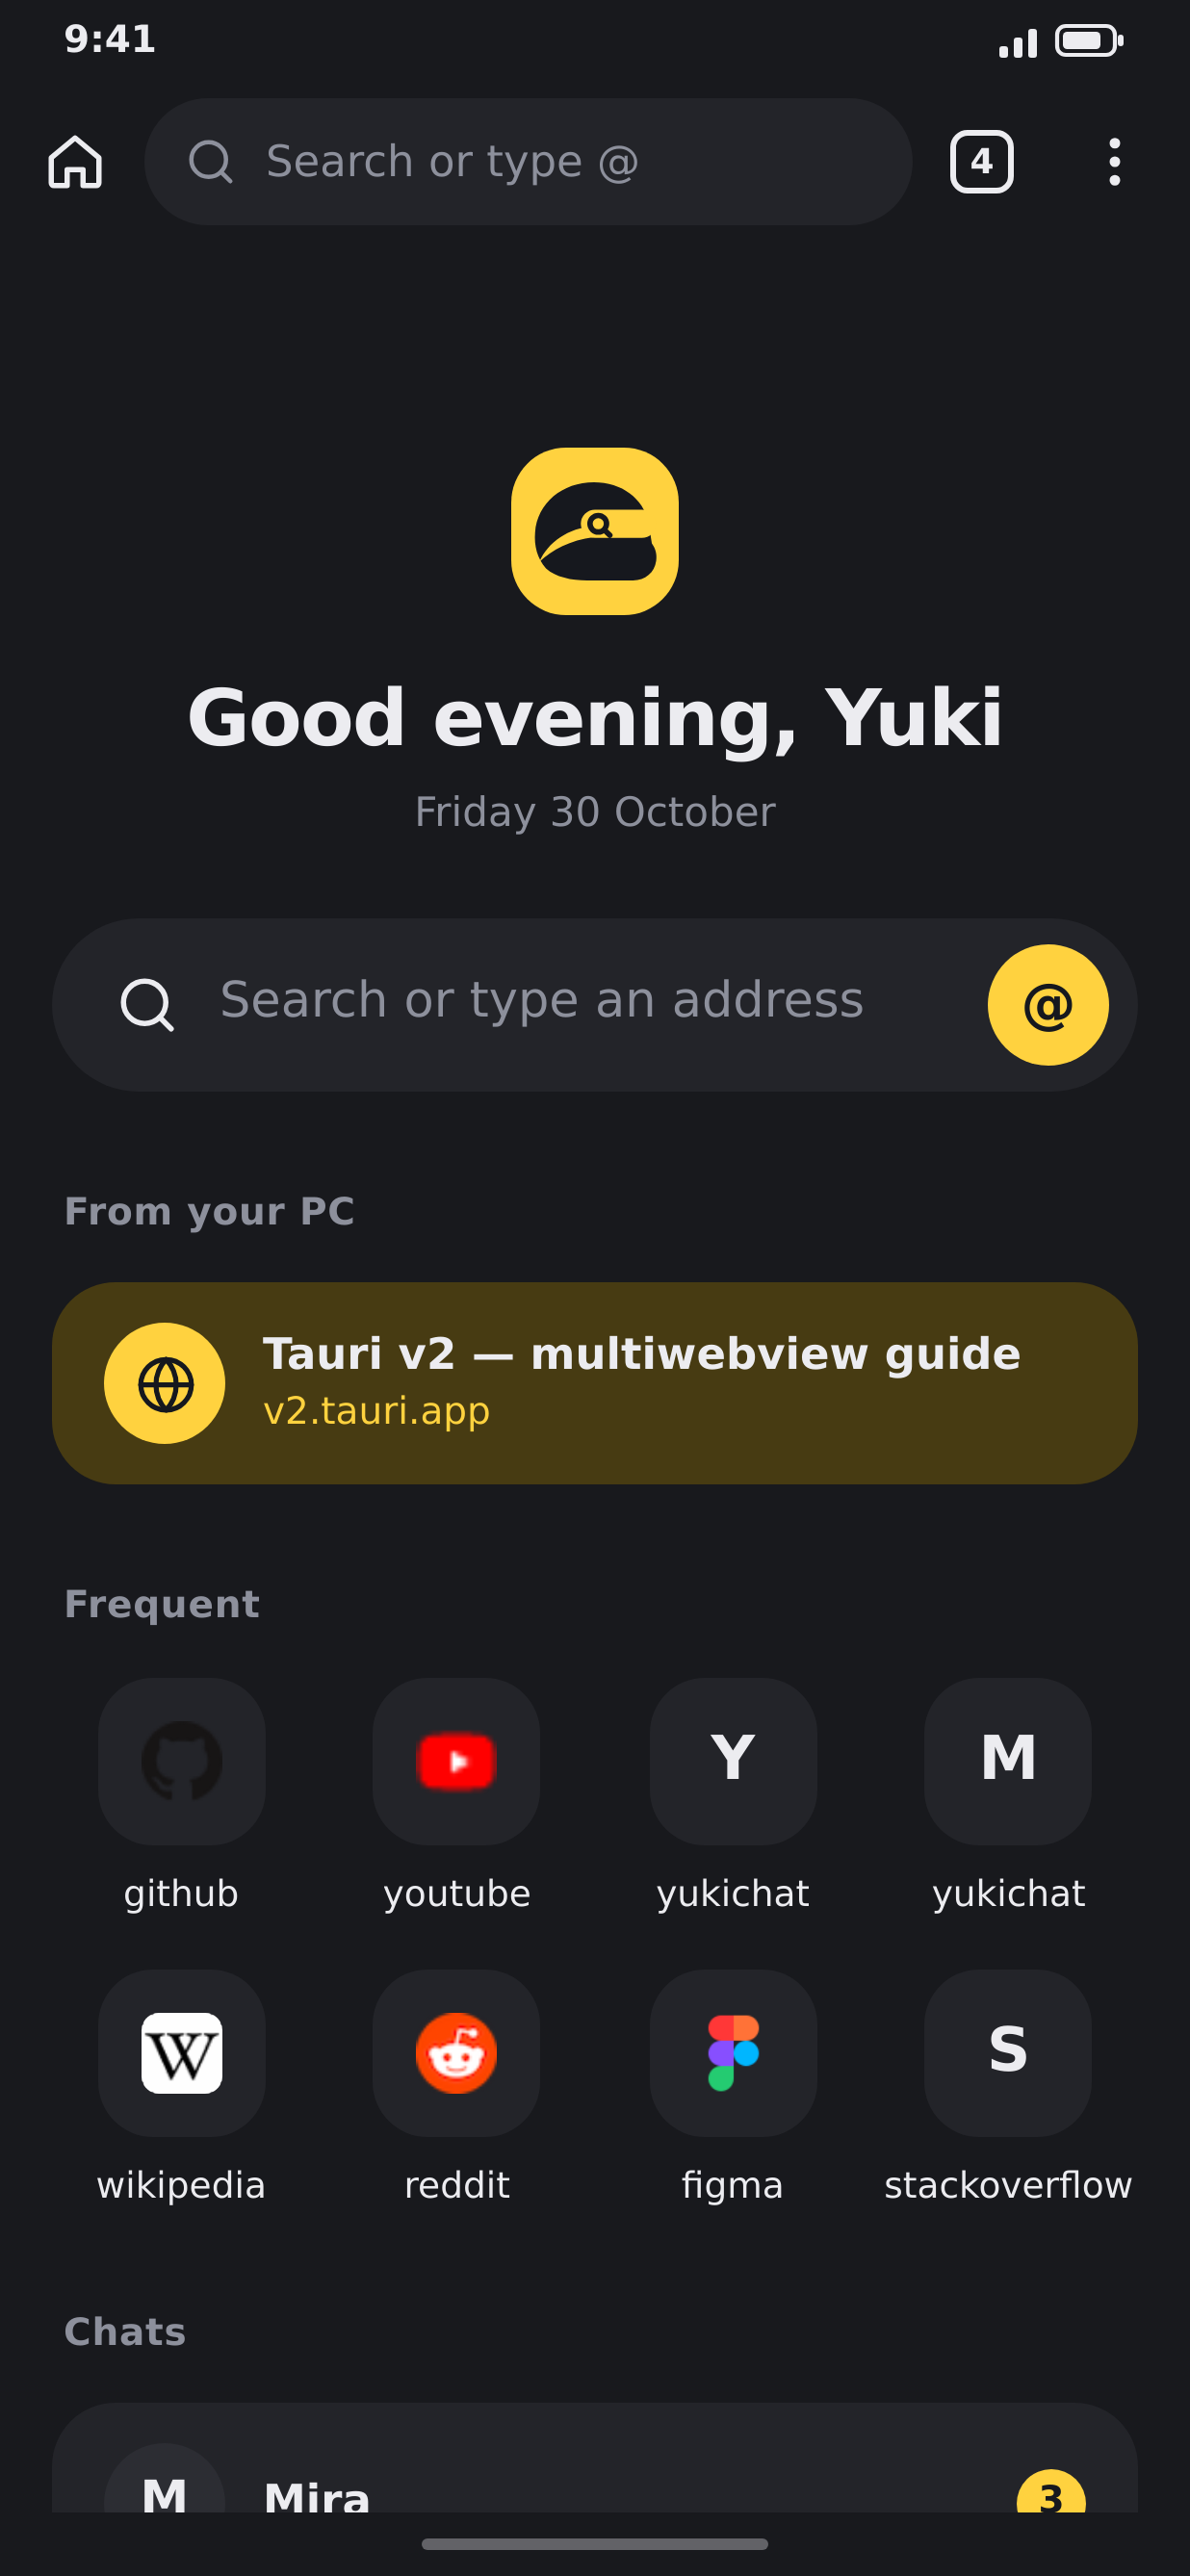 9:41
Search or type @
4
Good evening, Yuki
Friday 30 October
Search or type an address
@
From your PC
Tauri v2 — multiwebview guide
v2.tauri.app
Frequent
Y
M
github
youtube
yukichat
yukichat
W
S
wikipedia
reddit
figma
stackoverflow
Chats
M
Mira
3